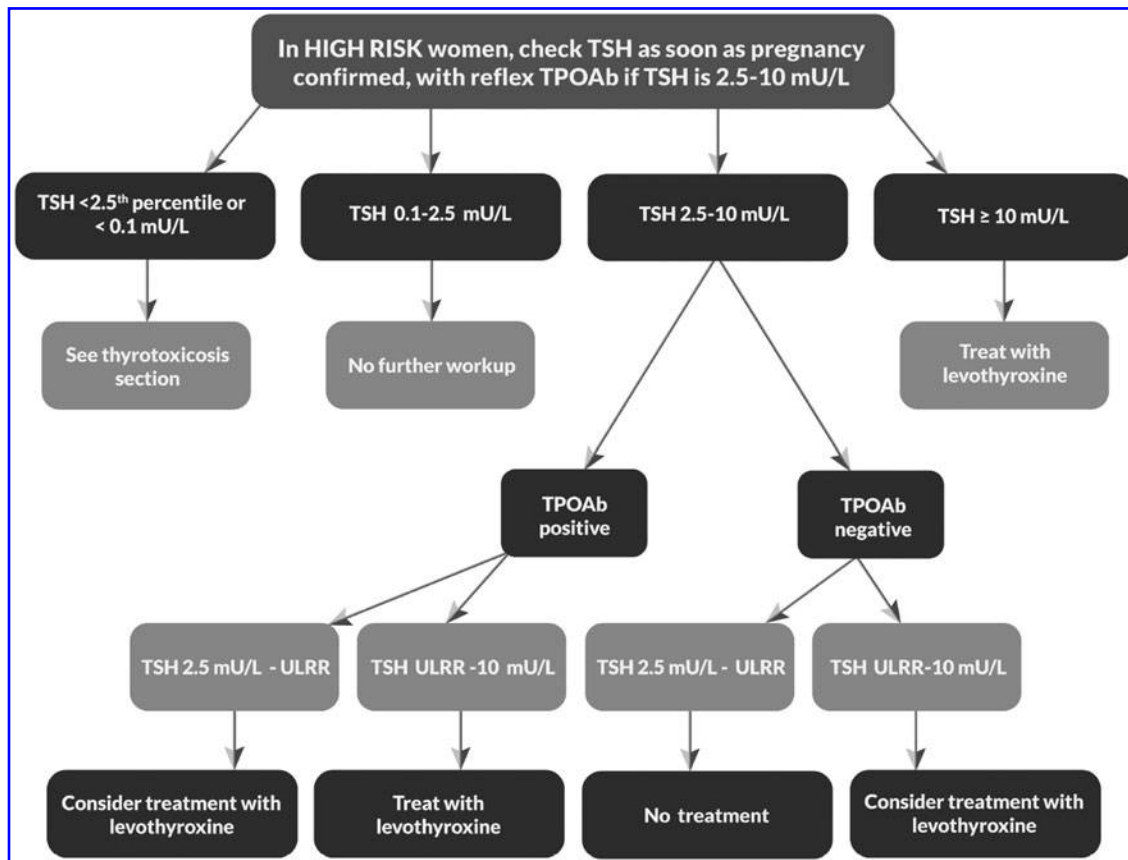 In HIGH RISK women, check TSH as soon as pregnancy
confirmed, with reflex TPOAb if TSH is 2.5-10 mU/L
TSH <2.5th percentile or
< 0.1 mU/L
TSH 0.1-2.5 mU/L
TSH 2.5-10 mU/L
TSH ≥ 10 mU/L
See thyrotoxicosis
section
No further workup
Treat with
levothyroxine
TPOAb
positive
TPOAb
negative
TSH 2.5 mU/L - ULRR
TSH ULRR -10 mU/L
TSH 2.5 mU/L - ULRR
TSH ULRR-10 mU/L
Consider treatment with
levothyroxine
Treat with
levothyroxine
No treatment
Consider treatment with
levothyroxine